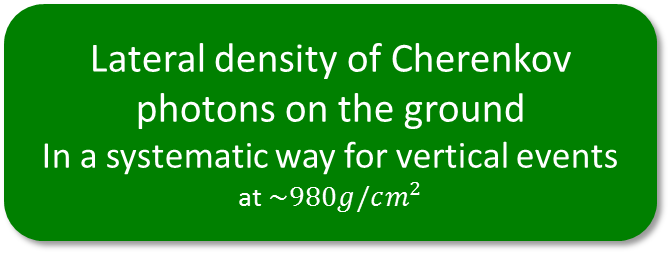 Lateral density of Cherenkov
photons on the ground
In a systematic way for vertical events
at ~980g/cm²